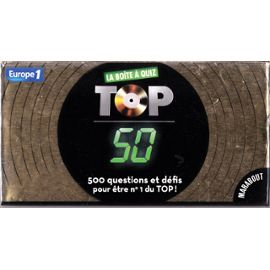 Europe 1
LA BOÎTE À QUIZ
TOP
50
500 questions et défis
pour être n° 1 du TOP !
MARABOUT